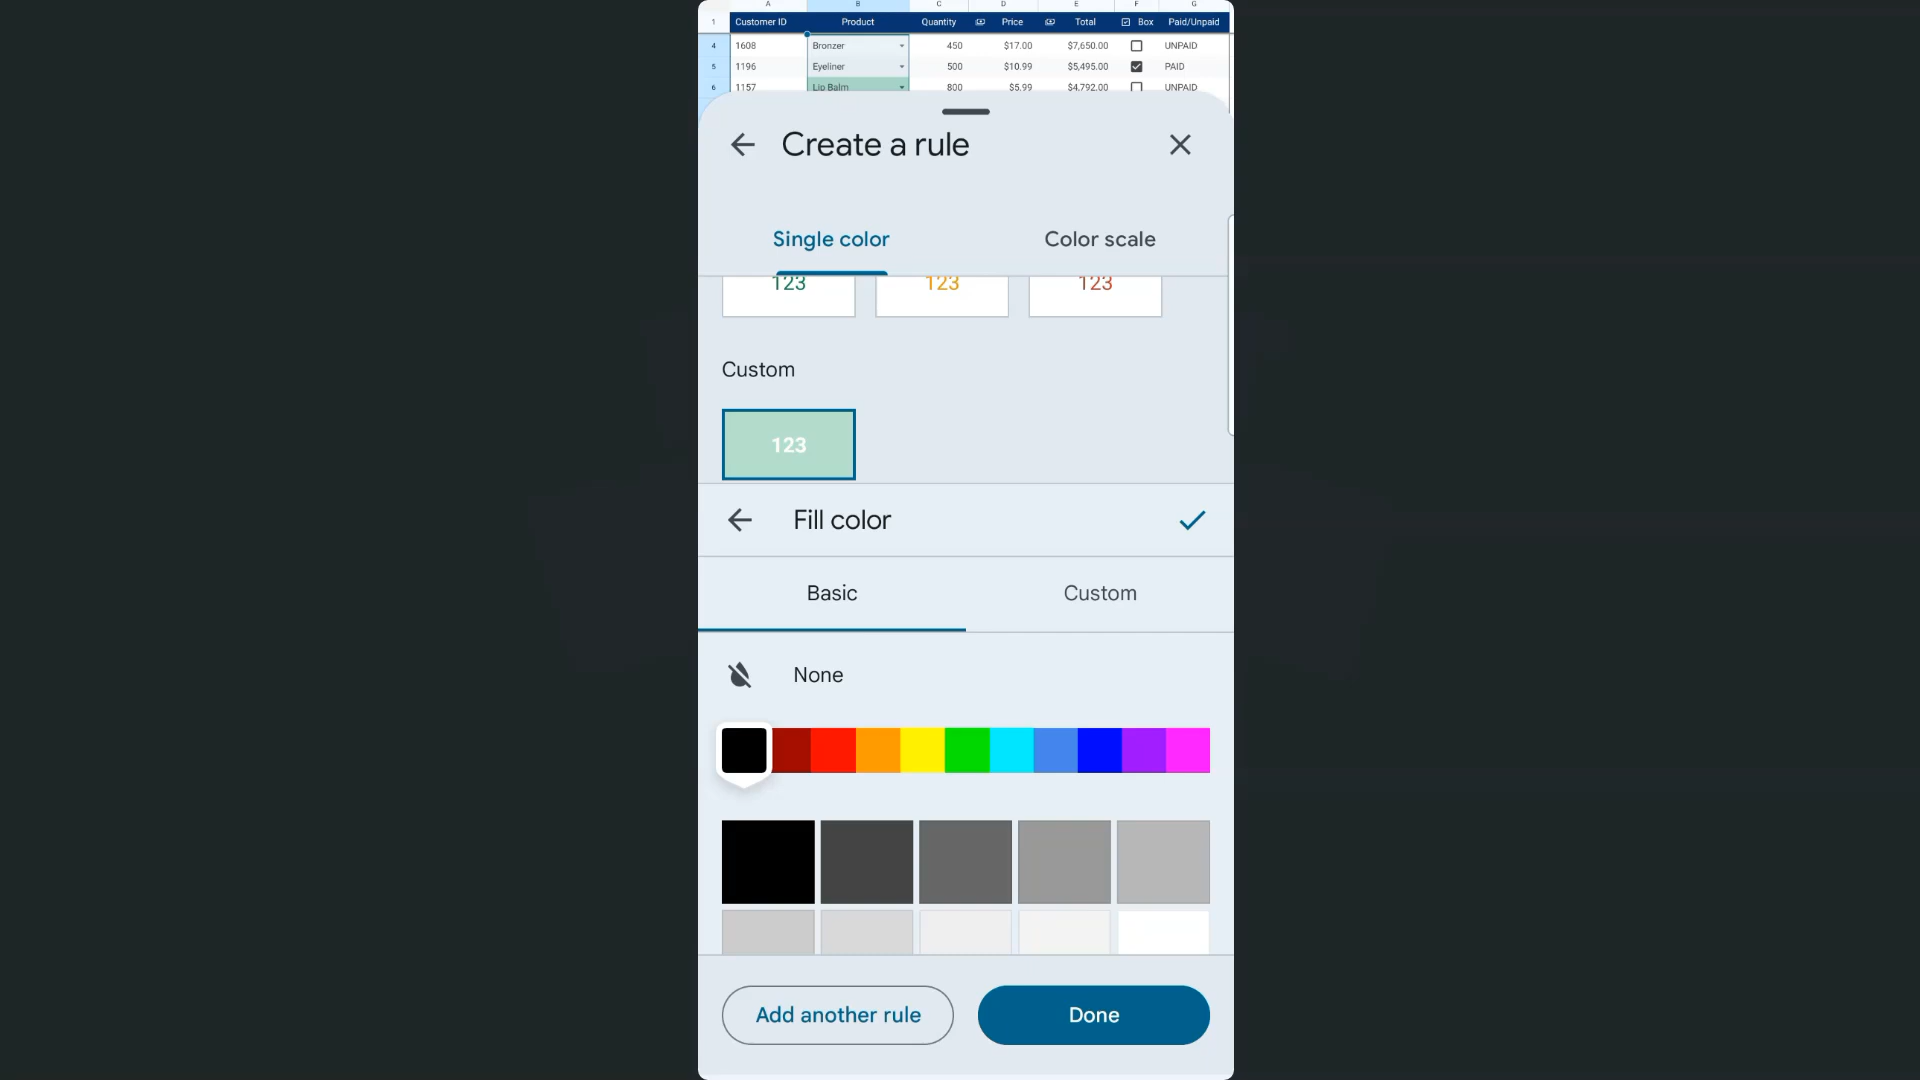 A B C D E F G
1 Customer ID Product Quantity Price Total Box Paid/Unpaid
4 1608 Bronzer 450 $17.00 $7,650.00 UNPAID
5 1196 Eyeliner 500 $10.99 $5,495.00 PAID
6 1157 Lip Balm 800 $5.99 $4,792.00 UNPAID
Create a rule
Single color Color scale
123 123 123
Custom
123
Fill color
Basic Custom
None
Add another rule Done